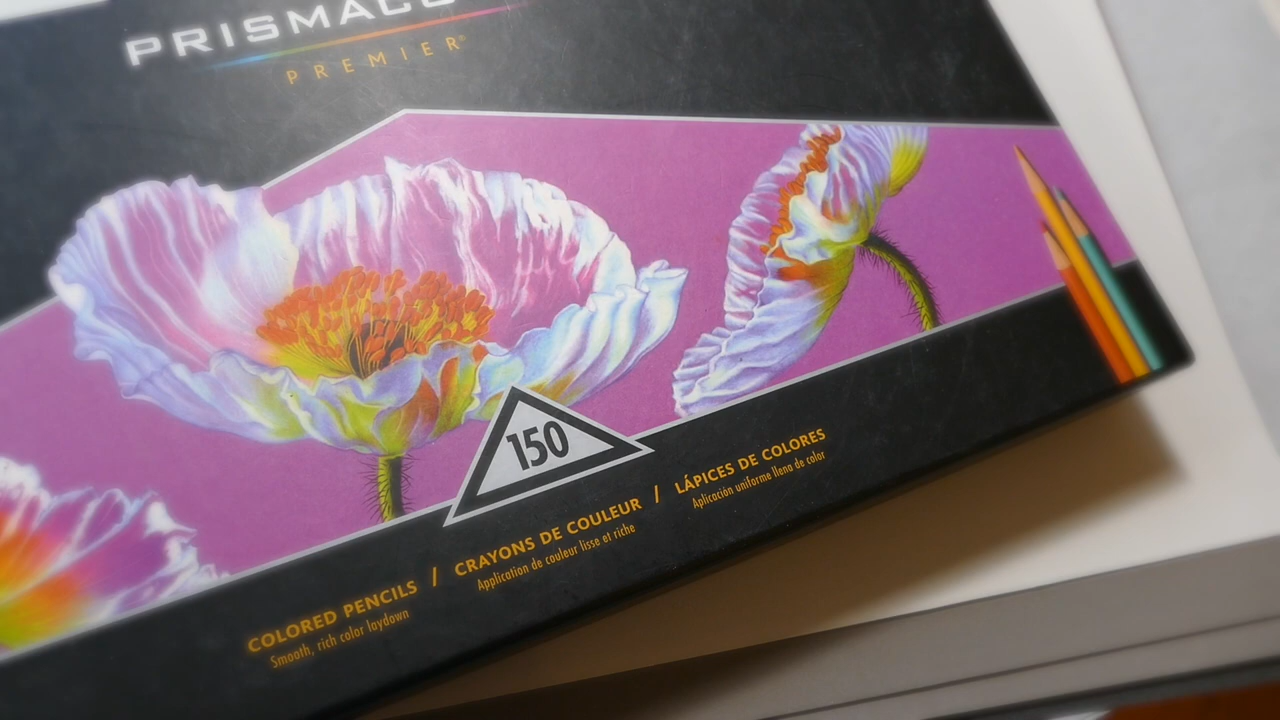 PRISMACO
PREMIER®
150
COLORED PENCILS / CRAYONS DE COULEUR / LÁPICES DE COLORES
Smooth, rich color laydown Application de couleur lisse et riche Aplicación uniforme llena de color